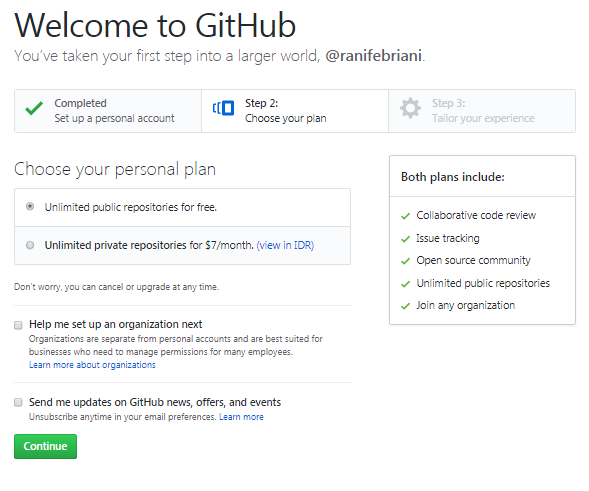 Welcome to GitHub
You've taken your first step into a larger world, @ranifebriani.
Completed
Set up a personal account
Step 2:
Choose your plan
Step 3:
Tailor your experience
Choose your personal plan
Unlimited public repositories for free.
Unlimited private repositories for $7/month. (view in IDR)
Don't worry, you can cancel or upgrade at any time.
Help me set up an organization next
Organizations are separate from personal accounts and are best suited for
businesses who need to manage permissions for many employees.
Learn more about organizations
Send me updates on GitHub news, offers, and events
Unsubscribe anytime in your email preferences. Learn more
Continue
Both plans include:
Collaborative code review
Issue tracking
Open source community
Unlimited public repositories
Join any organization